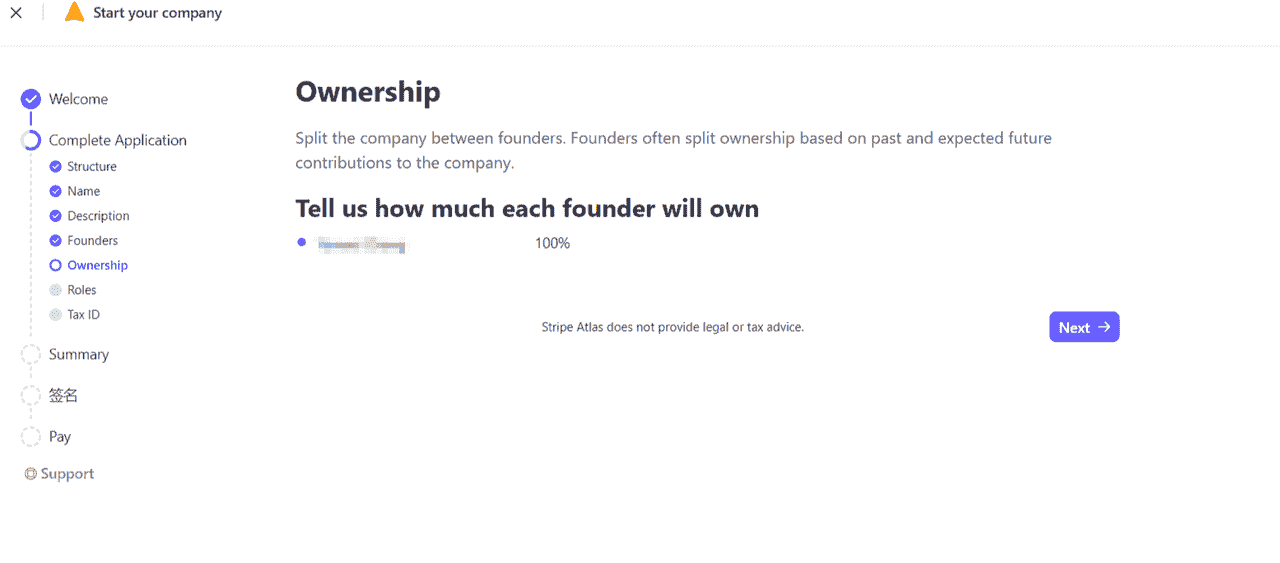 Start your company
Welcome
Complete Application
Structure
Name
Description
Founders
Ownership
Roles
Tax ID
Summary
签名
Pay
Support
Ownership
Split the company between founders. Founders often split ownership based on past and expected future
contributions to the company.
Tell us how much each founder will own
100%
Stripe Atlas does not provide legal or tax advice.
Next